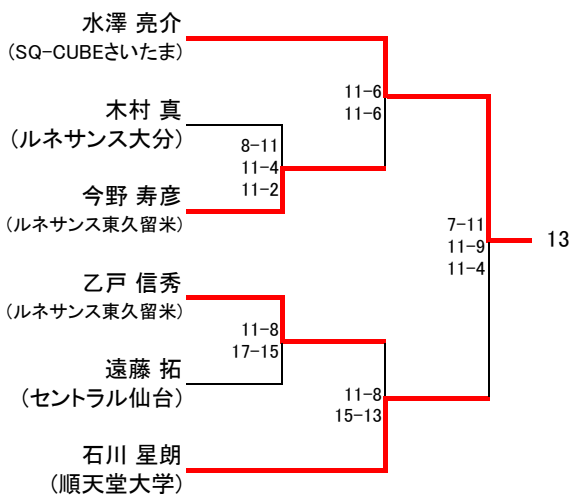 水澤 亮介
(SQ-CUBEさいたま)
木村 真
(ルネサンス大分)
今野 寿彦
(ルネサンス東久留米)
乙戸 信秀
(ルネサンス東久留米)
遠藤 拓
(セントラル仙台)
石川 星朗
(順天堂大学)
8-11
11-4
11-2
11-8
17-15
11-6
11-6
11-8
15-13
7-11
11-9
11-4
13